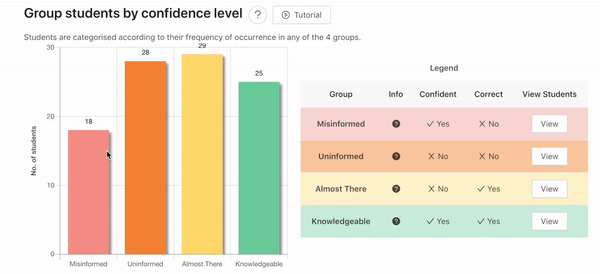 Group students by confidence level ? Tutorial
Students are categorised according to their frequency of occurrence in any of the 4 groups.
No. of students
30
20
10
0
18
28
29
25
Misinformed Uninformed Almost There Knowledgeable
Legend
Group Info Confident Correct View Students
Misinformed ? ✓ Yes X No View
Uninformed ? X No X No View
Almost There ? X No ✓ Yes View
Knowledgeable ? ✓ Yes ✓ Yes View